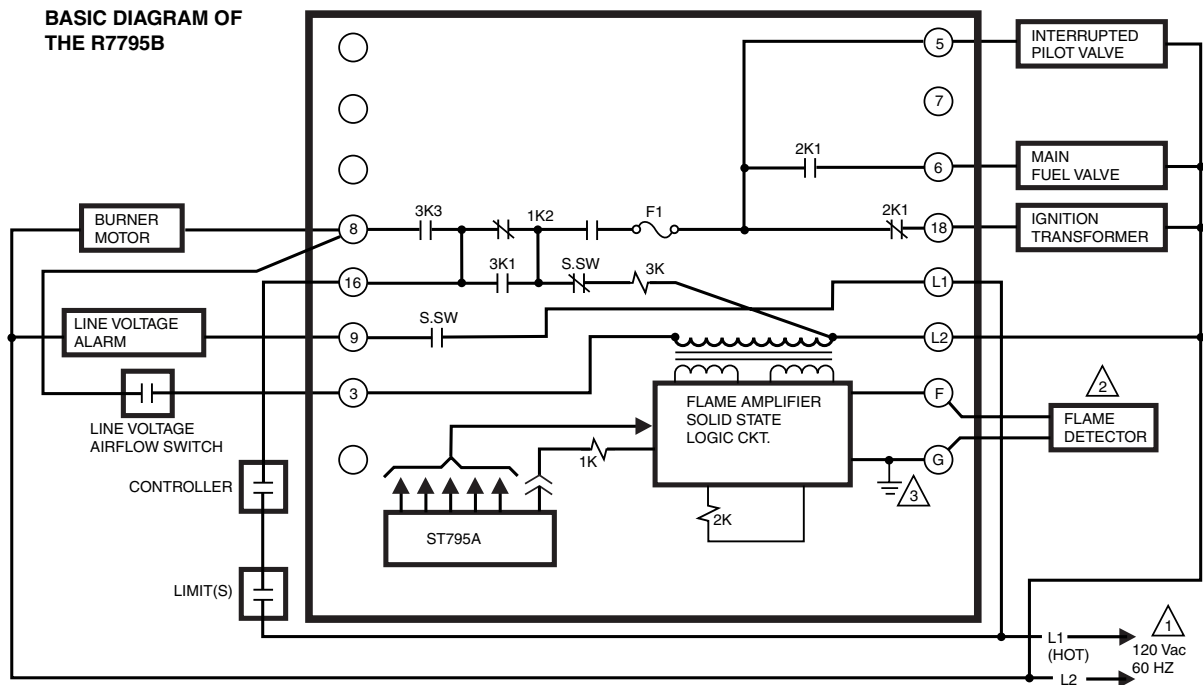 BASIC DIAGRAM OF
THE R7795B
5
INTERRUPTED
PILOT VALVE
7
2K1
6
MAIN
FUEL VALVE
BURNER
MOTOR
8
3K3
1K2
F1
2K1
18
IGNITION
TRANSFORMER
16
3K1
S.SW
3K
L1
LINE VOLTAGE
ALARM
9
S.SW
L2
3
LINE VOLTAGE
AIRFLOW SWITCH
FLAME AMPLIFIER
SOLID STATE
LOGIC CKT.
F
2
FLAME
DETECTOR
1K
G
3
CONTROLLER
2K
ST795A
LIMIT(S)
L1
(HOT)
1
120 Vac
60 HZ
L2